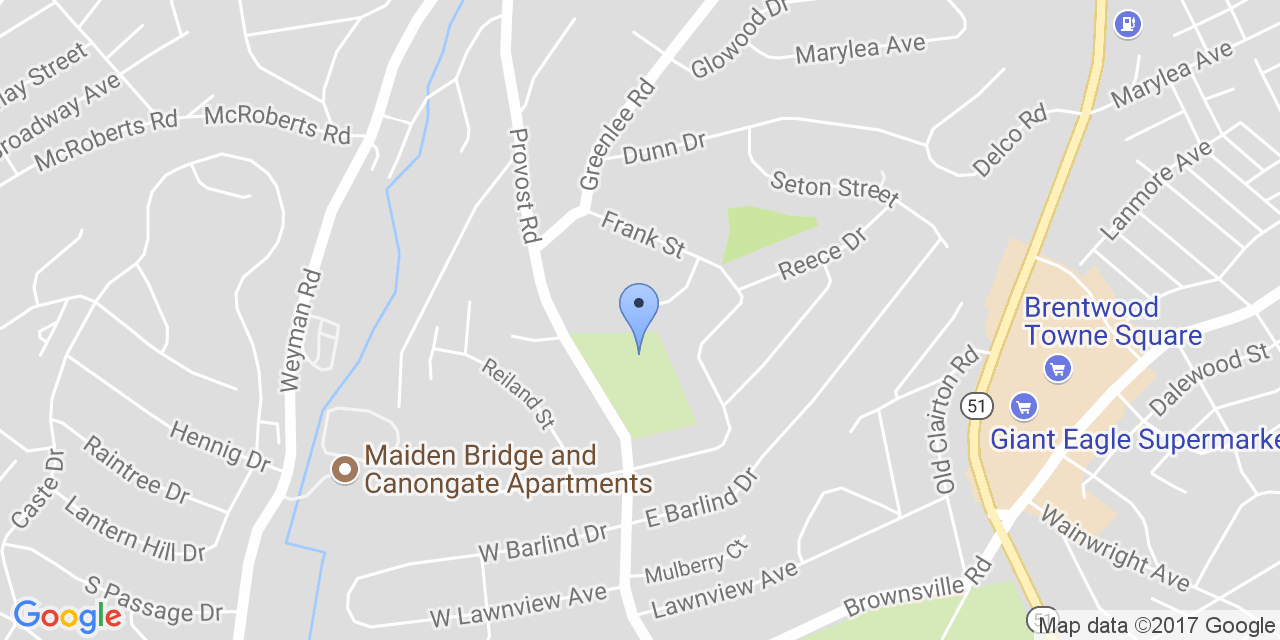 Glowood Dr
Marylea Ave
Marylea Ave
lay Street
Broadway Ave
McRoberts Rd
McRoberts Rd
Provost Rd
Greenlee Rd
Dunn Dr
Delco Rd
Lanmore Ave
Seton Street
Frank St
Reece Dr
Weyman Rd
Brentwood
Towne Square
Reiland St
Old Clairton Rd
Dalewood St
51
Giant Eagle Supermarke
Hennig Dr
Raintree Dr
Caste Dr
Maiden Bridge and
Canongate Apartments
Lantern Hill Dr
E Barlind Dr
W Barlind Dr
Wainwright Ave
Mulberry Ct
S Passage Dr
W Lawnview Ave
Lawnview Ave
Brownsville Rd
51
Google
Map data ©2017 Google